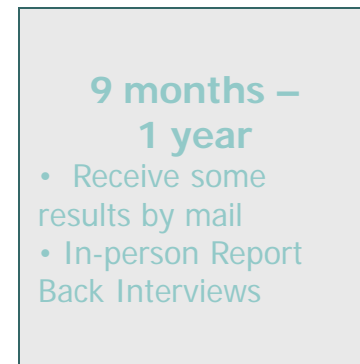 9 months –
1 year
• Receive some
results by mail
• In-person Report
Back Interviews